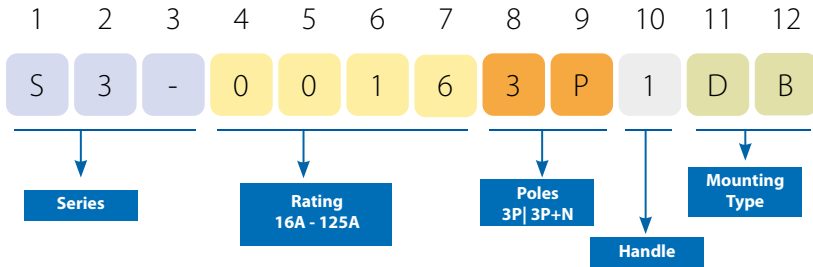 1 2 3 4 5 6 7 8 9 10 11 12
S 3 - 0 0 1 6 3 P 1 D B
Series
Rating
16A - 125A
Poles
3P| 3P+N
Handle
Mounting
Type